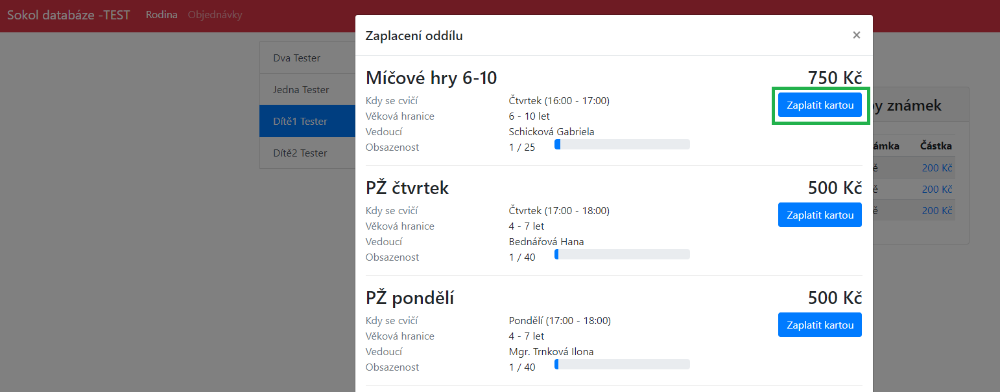 Sokol databáze -TEST Rodina Objednávky
Dva Tester
Jedna Tester
Dítě1 Tester
Dítě2 Tester
Zaplacení oddílu ×
Míčové hry 6-10 750 Kč
Kdy se cvičí Čtvrtek (16:00 - 17:00) Zaplatit kartou
Věková hranice 6 - 10 let
Vedoucí Schicková Gabriela
Obsazenost 1 / 25
PŽ čtvrtek 500 Kč
Kdy se cvičí Čtvrtek (17:00 - 18:00) Zaplatit kartou
Věková hranice 4 - 7 let
Vedoucí Bednářová Hana
Obsazenost 1 / 40
PŽ pondělí 500 Kč
Kdy se cvičí Pondělí (17:00 - 18:00) Zaplatit kartou
Věková hranice 4 - 7 let
Vedoucí Mgr. Trnková Ilona
Obsazenost 1 / 40
známek
Částka
200 Kč
200 Kč
200 Kč